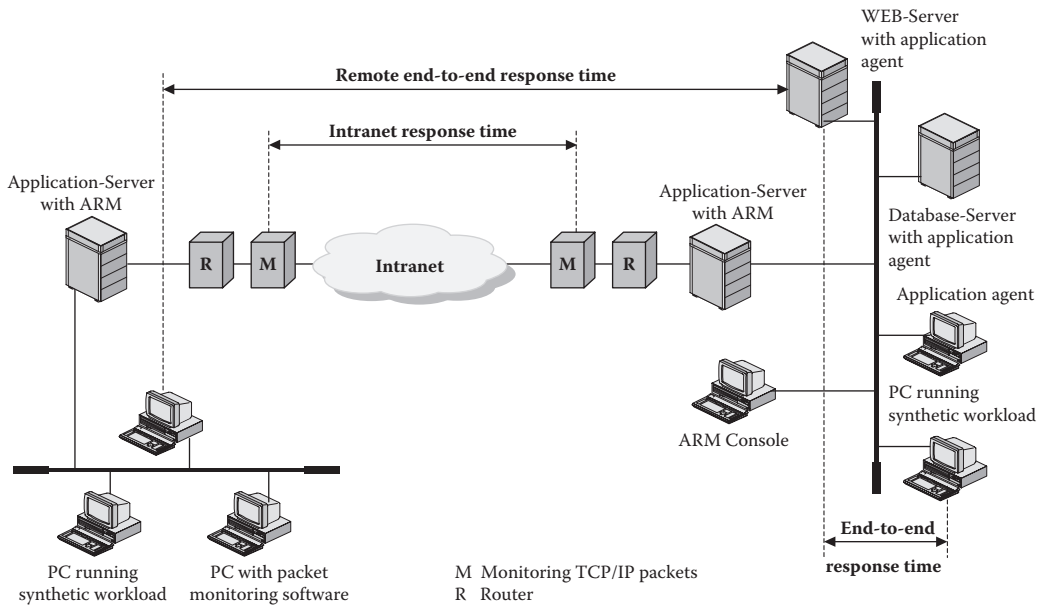 WEB-Server
with application
agent
Remote end-to-end response time
Intranet response time
Application-Server
with ARM
Application-Server
with ARM
Database-Server
with application
agent
R
M
Intranet
M
R
Application agent
PC running
synthetic workload
ARM Console
End-to-end
response time
PC running
synthetic workload
PC with packet
monitoring software
M Monitoring TCP/IP packets
R Router